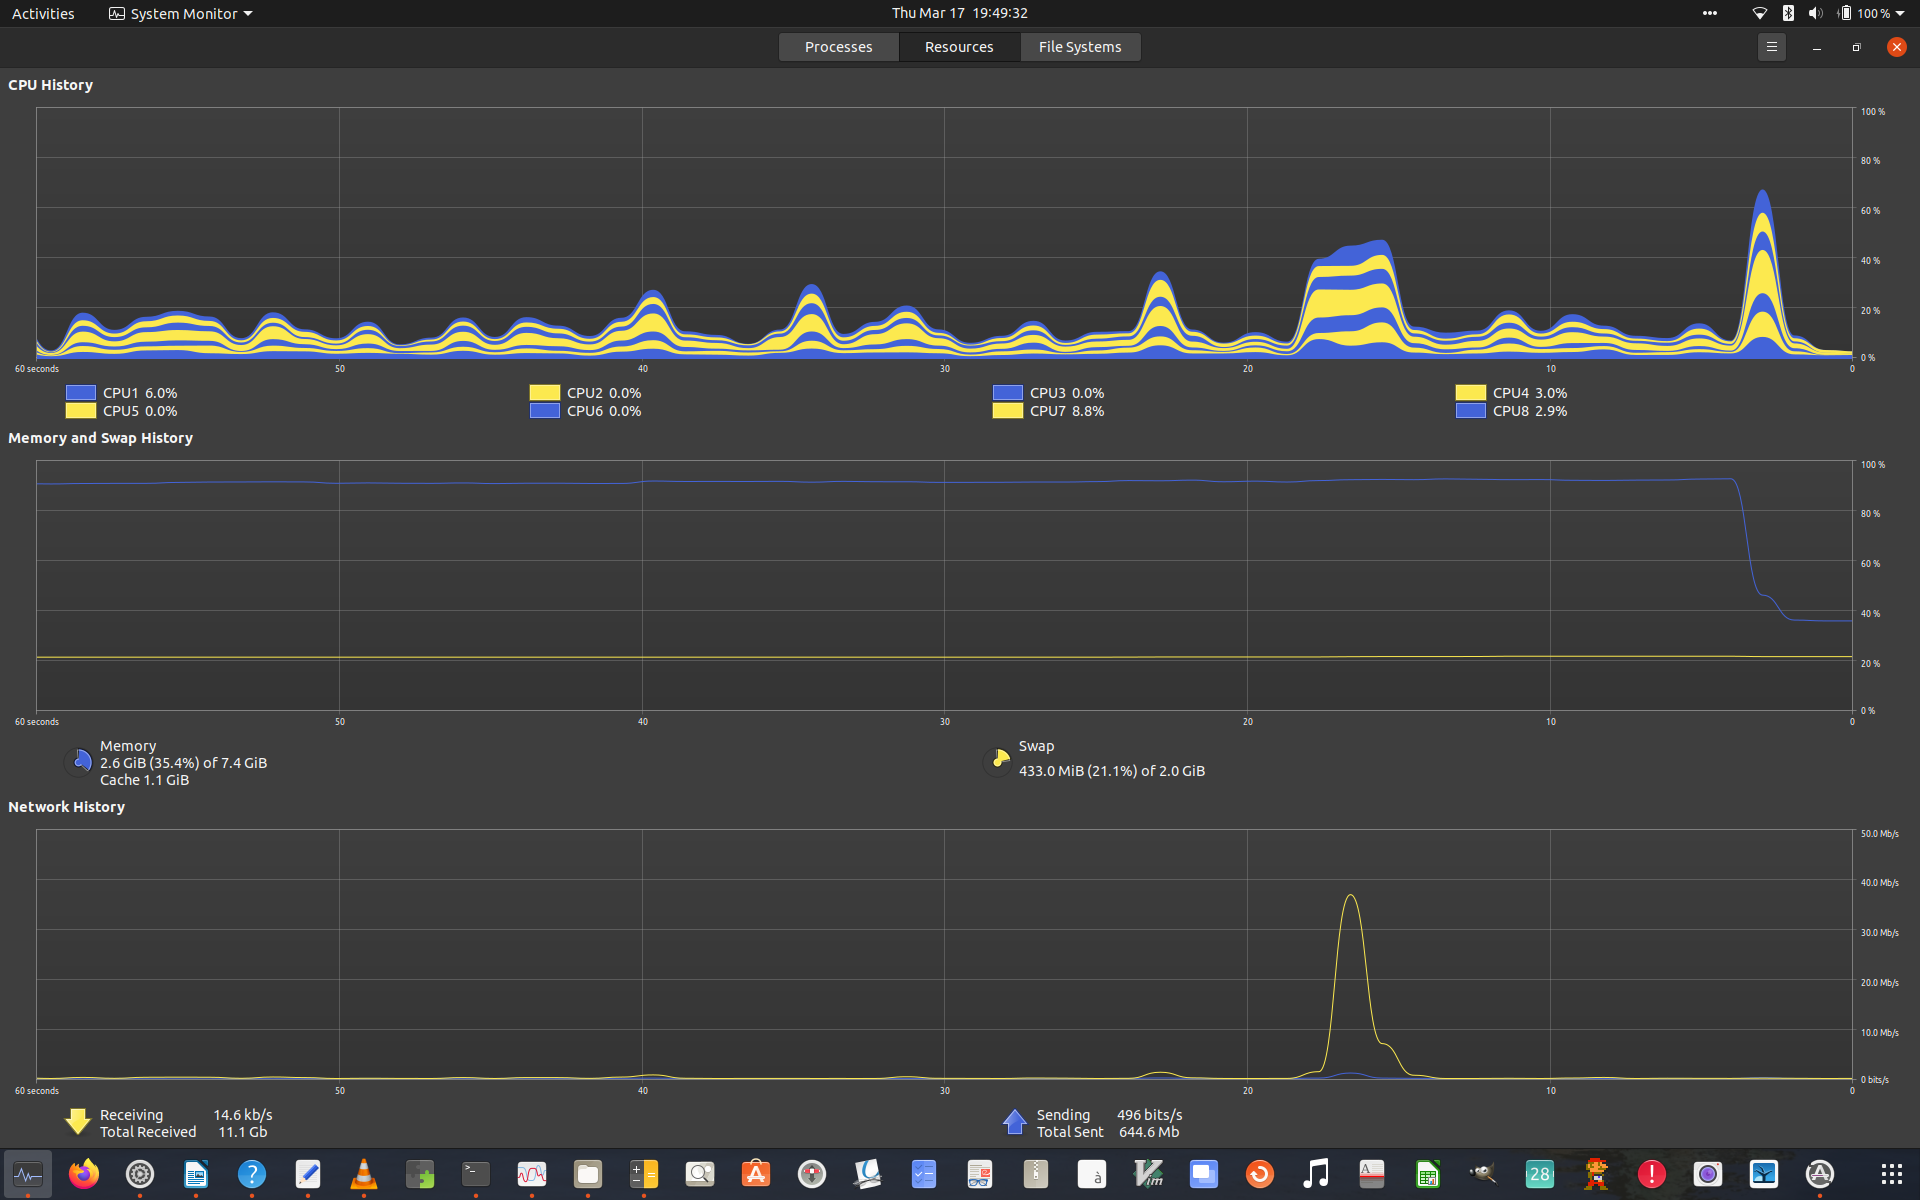 Activities System Monitor Thu Mar 17 19:49:32 100 %
Processes Resources File Systems
CPU History
100 %
80 %
60 %
40 %
20 %
0 %
60 seconds 50 40 30 20 10 0
CPU1 6.0% CPU2 0.0% CPU3 0.0% CPU4 3.0%
CPU5 0.0% CPU6 0.0% CPU7 8.8% CPU8 2.9%
Memory and Swap History
100 %
80 %
60 %
40 %
20 %
0 %
60 seconds 50 40 30 20 10 0
Memory Swap
2.6 GiB (35.4%) of 7.4 GiB 433.0 MiB (21.1%) of 2.0 GiB
Cache 1.1 GiB
Network History
50.0 Mb/s
40.0 Mb/s
30.0 Mb/s
20.0 Mb/s
10.0 Mb/s
0 bits/s
60 seconds 50 40 30 20 10 0
Receiving 14.6 kb/s Sending 496 bits/s
Total Received 11.1 Gb Total Sent 644.6 Mb
? >_ A à Vim A 28 !